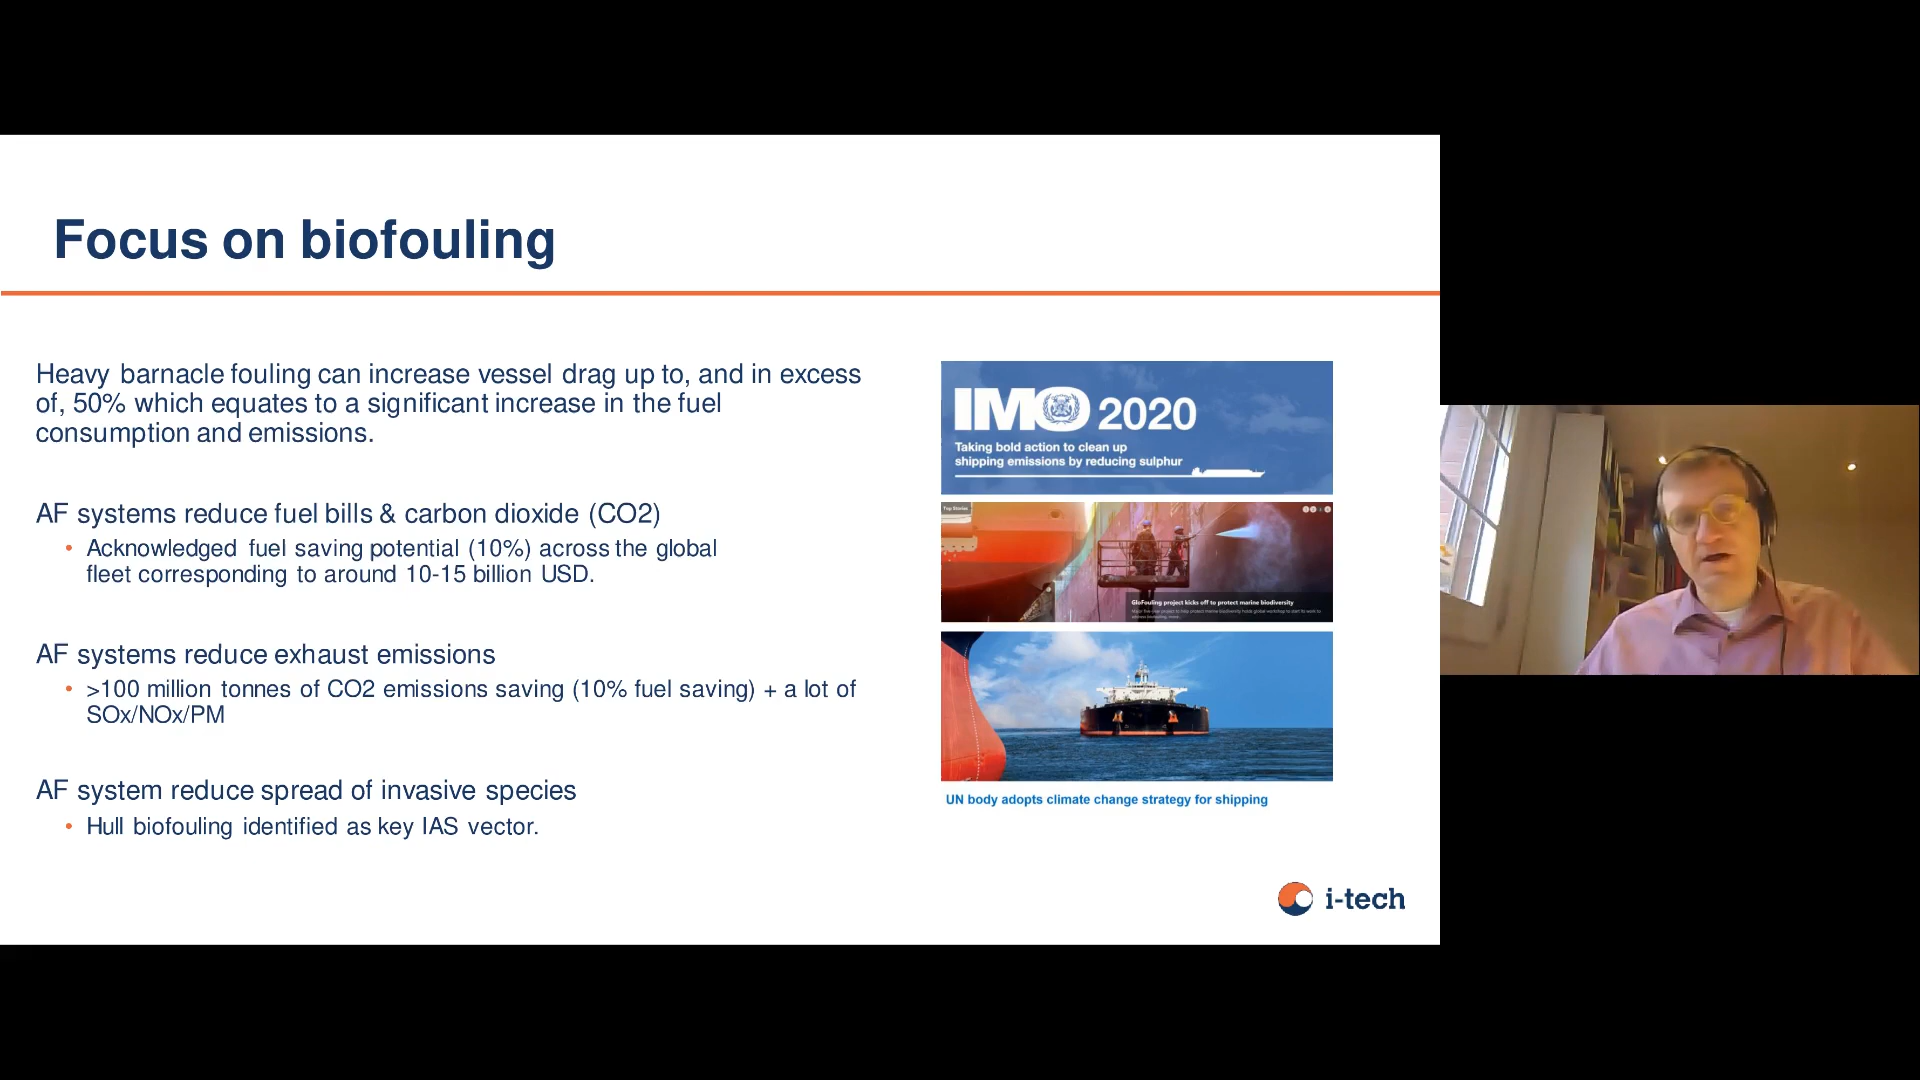 Focus on biofouling
Heavy barnacle fouling can increase vessel drag up to, and in excess
of, 50% which equates to a significant increase in the fuel
consumption and emissions.
AF systems reduce fuel bills & carbon dioxide (CO2)
• Acknowledged fuel saving potential (10%) across the global
fleet corresponding to around 10-15 billion USD.
AF systems reduce exhaust emissions
• >100 million tonnes of CO2 emissions saving (10% fuel saving) + a lot of
SOx/NOx/PM
AF system reduce spread of invasive species
• Hull biofouling identified as key IAS vector.
IMO 2020
Taking bold action to clean up
shipping emissions by reducing sulphur
Top Stories
GloFouling project kicks off to protect marine biodiversity
UN body adopts climate change strategy for shipping
i-tech